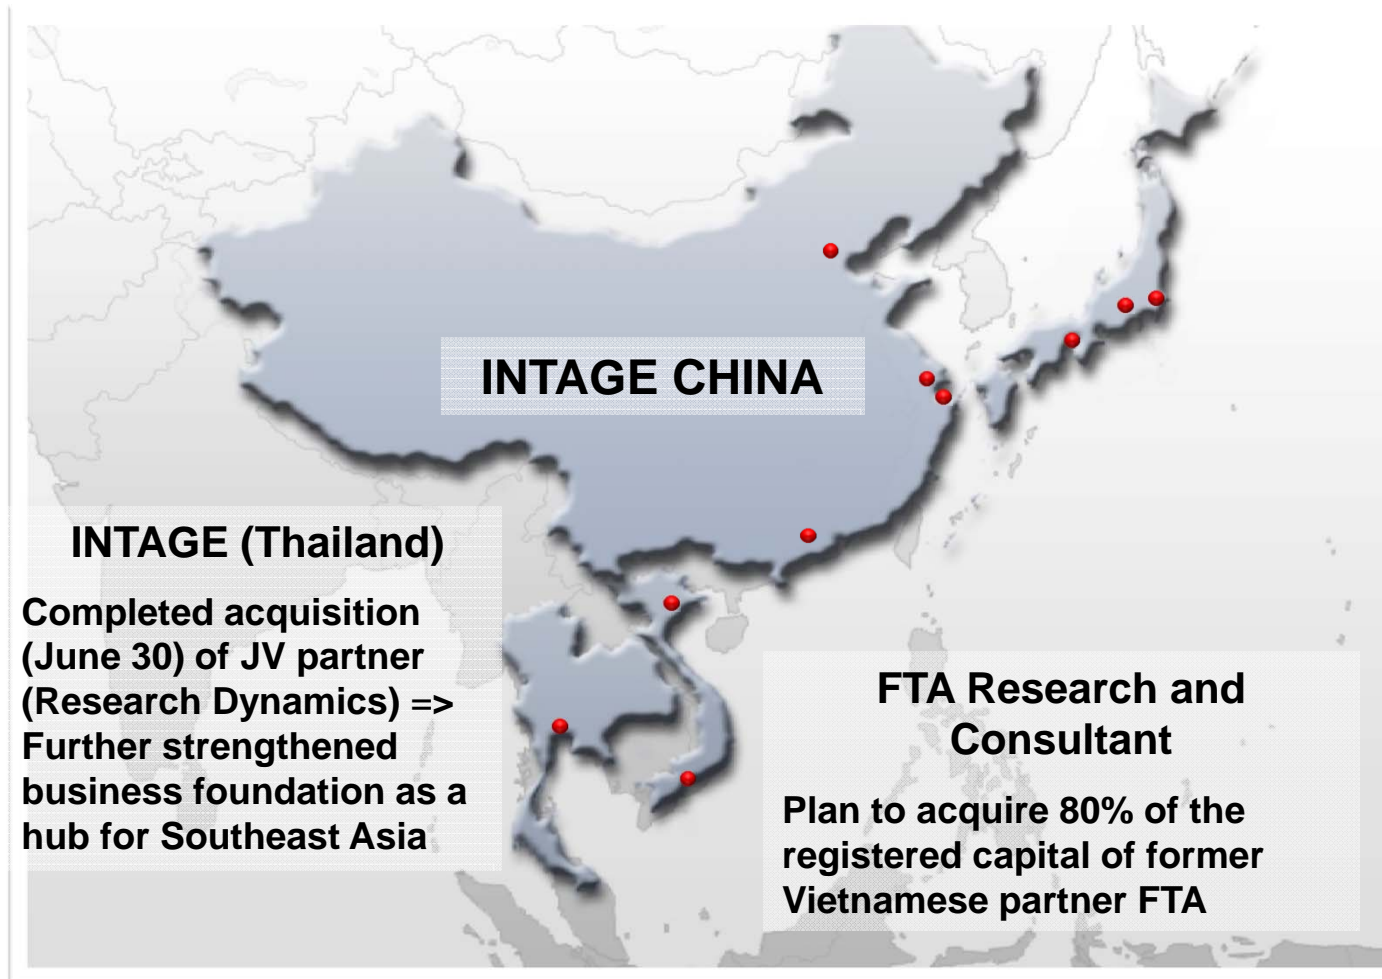 INTAGE CHINA
INTAGE (Thailand)
Completed acquisition
(June 30) of JV partner
(Research Dynamics) =>
Further strengthened
business foundation as a
hub for Southeast Asia
FTA Research and
Consultant
Plan to acquire 80% of the
registered capital of former
Vietnamese partner FTA